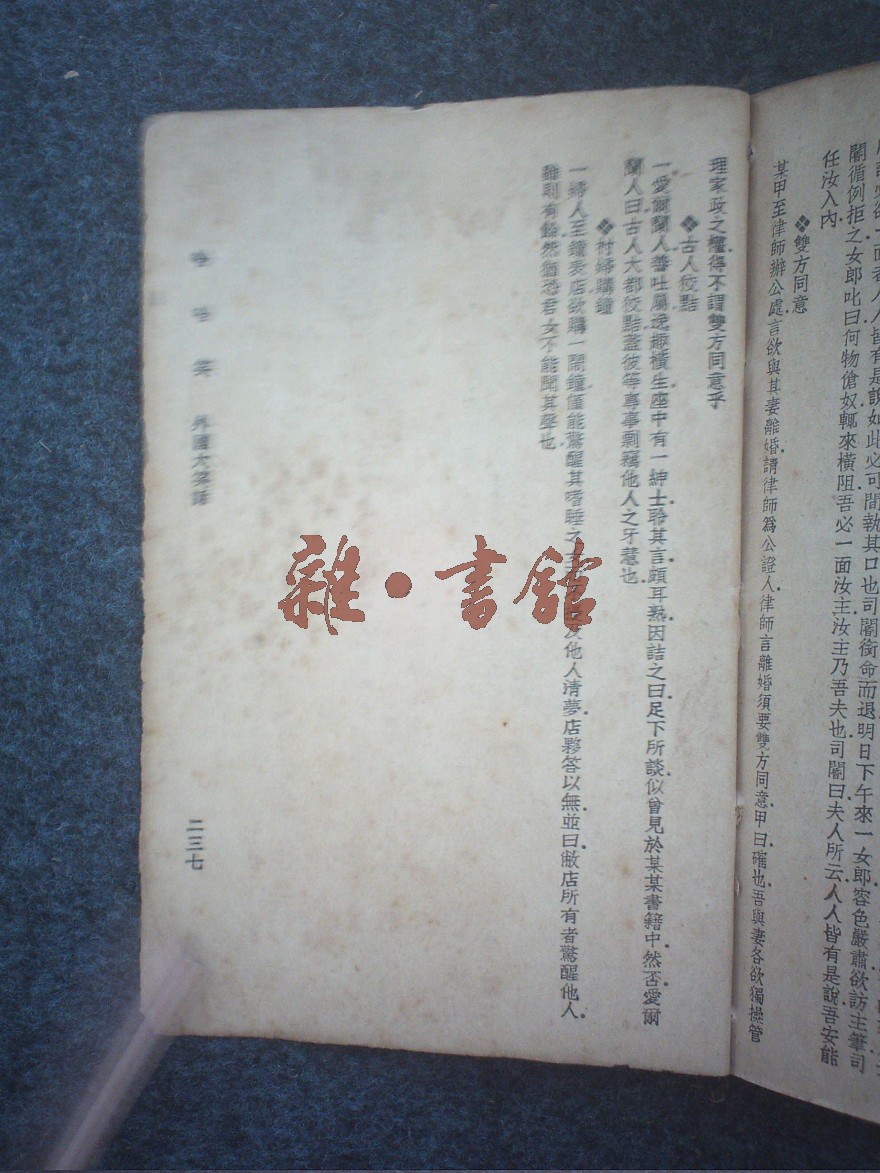 閽循例拒之女郎叱曰何物傖奴輒來橫阻吾必一面汝主汝主乃吾夫也司閽曰夫人所云人人皆有是說吾安能
任汝入內
❖雙方同意
某甲至律師辦公處言欲與其妻離婚請律師爲公證人律師言離婚須要雙方同意甲曰確也吾與妻各欲獨操管
理家政之權得不謂雙方同意乎
❖古人狡黠
一愛爾蘭人善吐屬逸趣橫生座中有一紳士聆其言頗耳熟因詰之曰足下所談似曾見於某某書籍中然否愛爾
蘭人曰古人大都狡黠蓋彼等專事剽竊他人之牙慧也
❖村婦購鐘
一婦人至鐘表店欲購一鬧鐘僅能驚醒其嗜睡之 他人清夢店夥答以無並曰敝店所有者驚醒他人
雖則有餘然猶恐君女不能聞其聲也
哈哈笑 外國大笑話
二三七
雜·書館